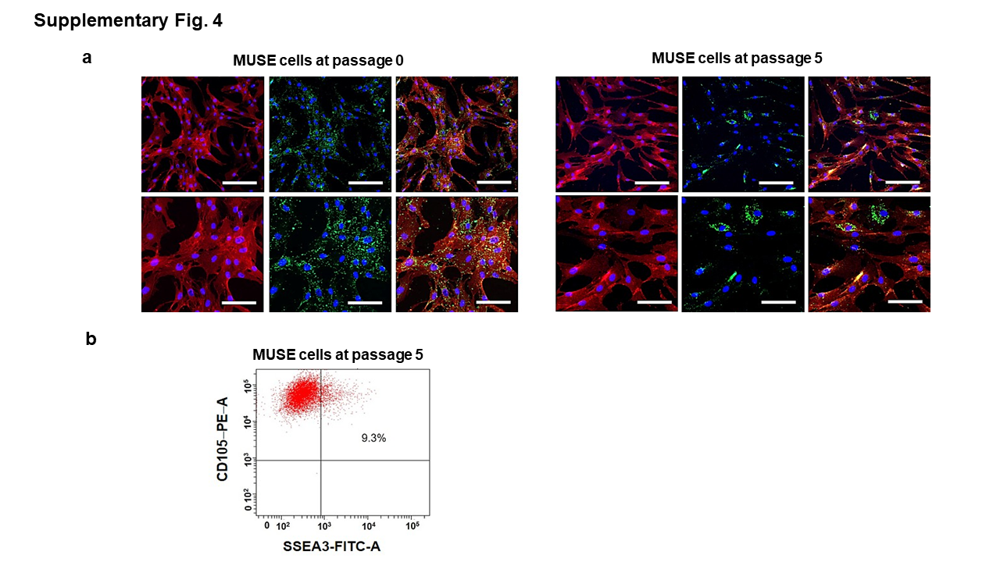 Supplementary Fig. 4
a
MUSE cells at passage 0
MUSE cells at passage 5
b
MUSE cells at passage 5
CD105–PE–A
10⁵
10⁴
10³
0 10²
9.3%
0 10² 10³ 10⁴ 10⁵
SSEA3-FITC-A